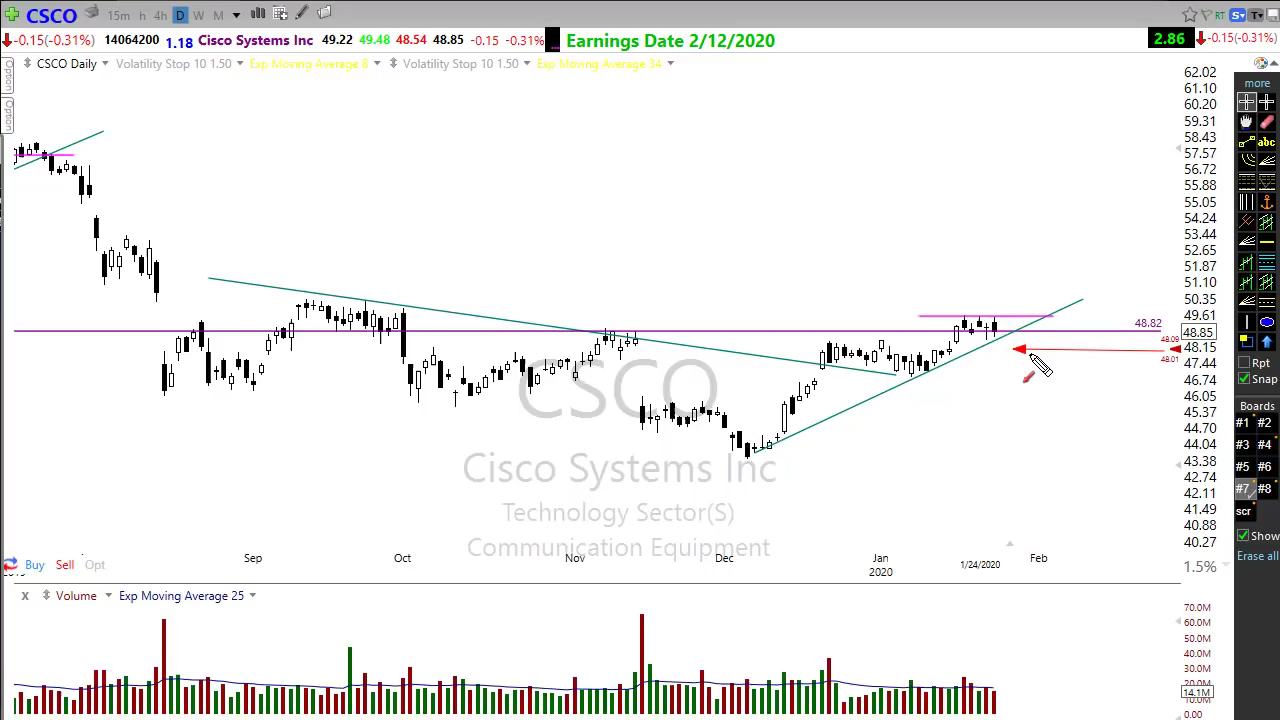 CSCO 15m h 4h D W M RT S T
-0.15(-0.31%) 14064200 1.18 Cisco Systems Inc 49.22 49.48 48.54 48.85 -0.15 -0.31% Earnings Date 2/12/2020 2.86 -0.15(-0.31%)
CSCO Daily Volatility Stop 10 1.50 Exp Moving Average 8 Volatility Stop 10 1.50 Exp Moving Average 34
Option
Option
62.02
61.10
60.20
59.31
58.43
57.57
56.72
55.88
55.05
54.24
53.44
52.65
51.87
51.10
50.35
49.61
48.82
48.85
48.09
48.15
48.01
47.44
46.74
46.05
45.37
44.70
44.04
43.38
42.74
42.11
41.49
40.88
40.27
CSCO
Cisco Systems Inc
Technology Sector(S)
Communication Equipment
Sep Oct Nov Dec Jan Feb
2020 1/24/2020
Buy Sell Opt
1.5%
x Volume Exp Moving Average 25
70.0M
60.0M
50.0M
40.0M
30.0M
20.0M
14.1M
10.0M
0.00
more
abc
Rpt
Snap
Boards
#1 #2
#3 #4
#5 #6
#7 #8
scr
Show
Erase all